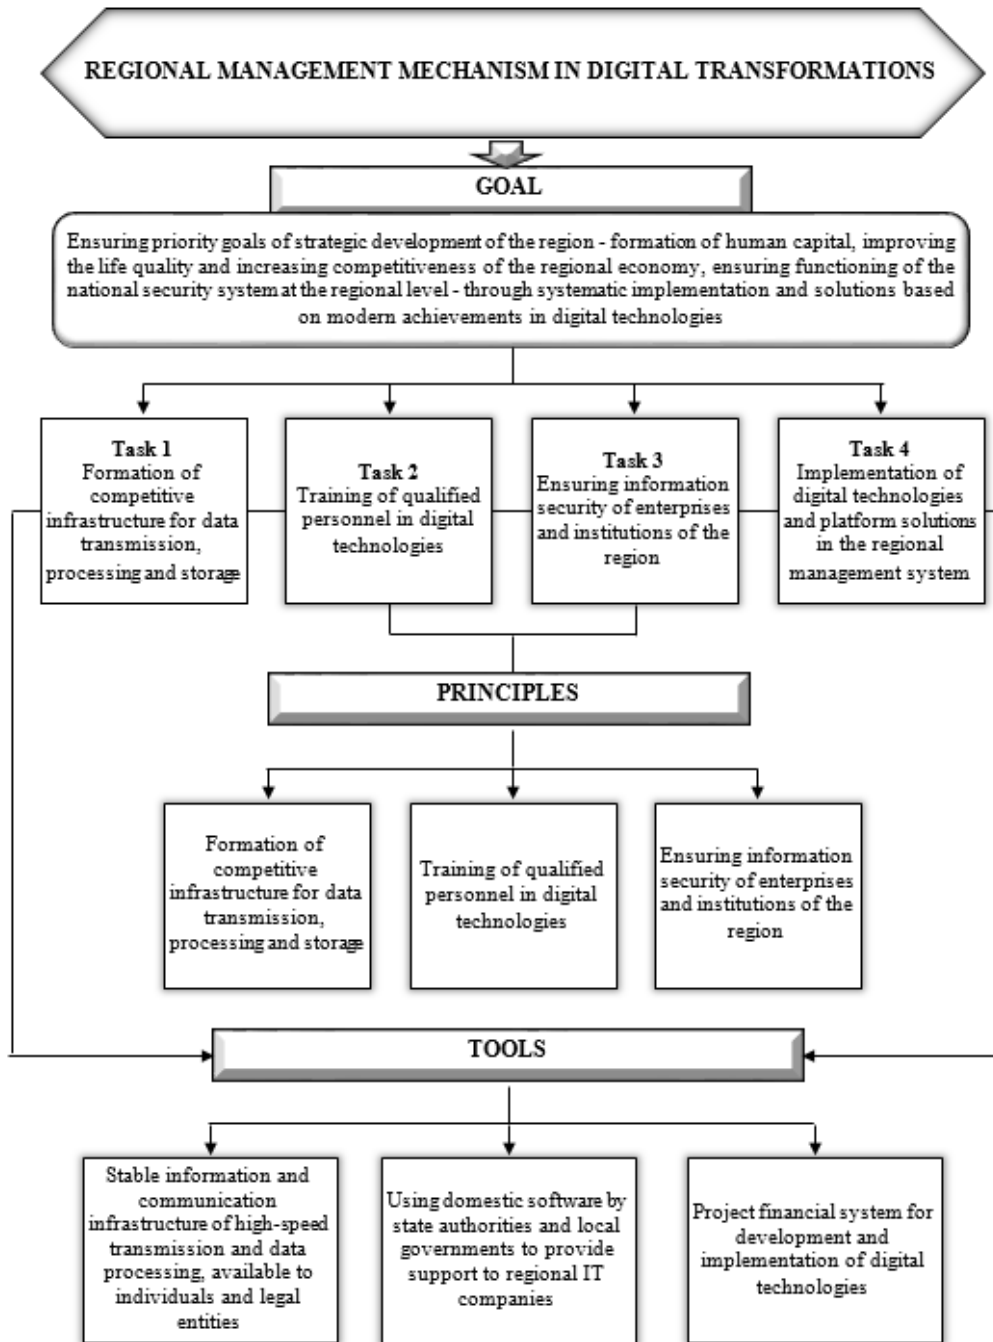 REGIONAL MANAGEMENT MECHANISM IN DIGITAL TRANSFORMATIONS
GOAL
Ensuring priority goals of strategic development of the region - formation of human capital, improving
the life quality and increasing competitiveness of the regional economy, ensuring functioning of the
national security system at the regional level - through systematic implementation and solutions based
on modern achievements in digital technologies
Task 1
Formation of
competitive
infrastructure for data
transmission,
processing and storage
Task 2
Training of qualified
personnel in digital
technologies
Task 3
Ensuring information
security of enterprises
and institutions of the
region
Task 4
Implementation of
digital technologies
and platform solutions
in the regional
management system
PRINCIPLES
Formation of
competitive
infrastructure for data
transmission,
processing and storage
Training of qualified
personnel in digital
technologies
Ensuring information
security of enterprises
and institutions of the
region
TOOLS
Stable information and
communication
infrastructure of high-speed
transmission and data
processing, available to
individuals and legal
entities
Using domestic software by
state authorities and local
governments to provide
support to regional IT
companies
Project financial system for
development and
implementation of digital
technologies